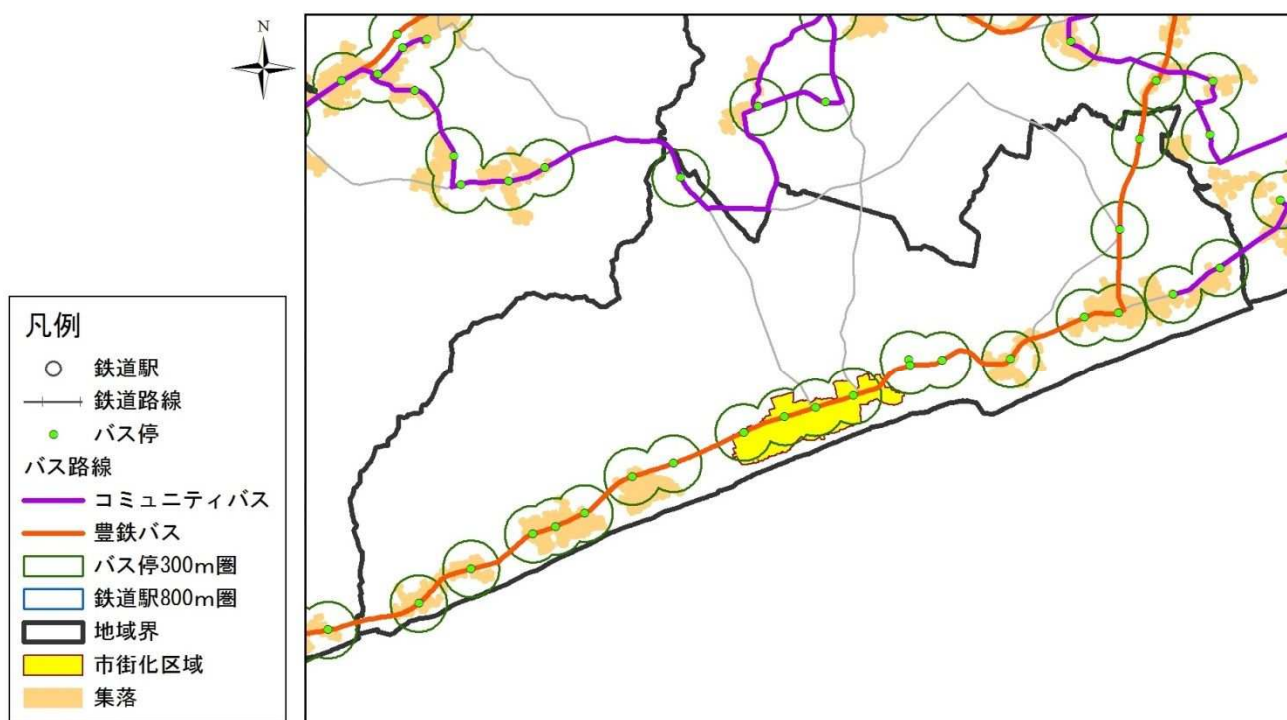 N
凡例
鉄道駅
鉄道路線
バス停
バス路線
コミュニティバス
豊鉄バス
バス停300m圏
鉄道駅800m圏
地域界
市街化区域
集落